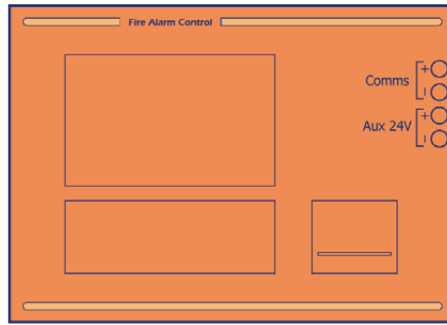 Fire Alarm Control
Comms
+
-
Aux 24V
+
-